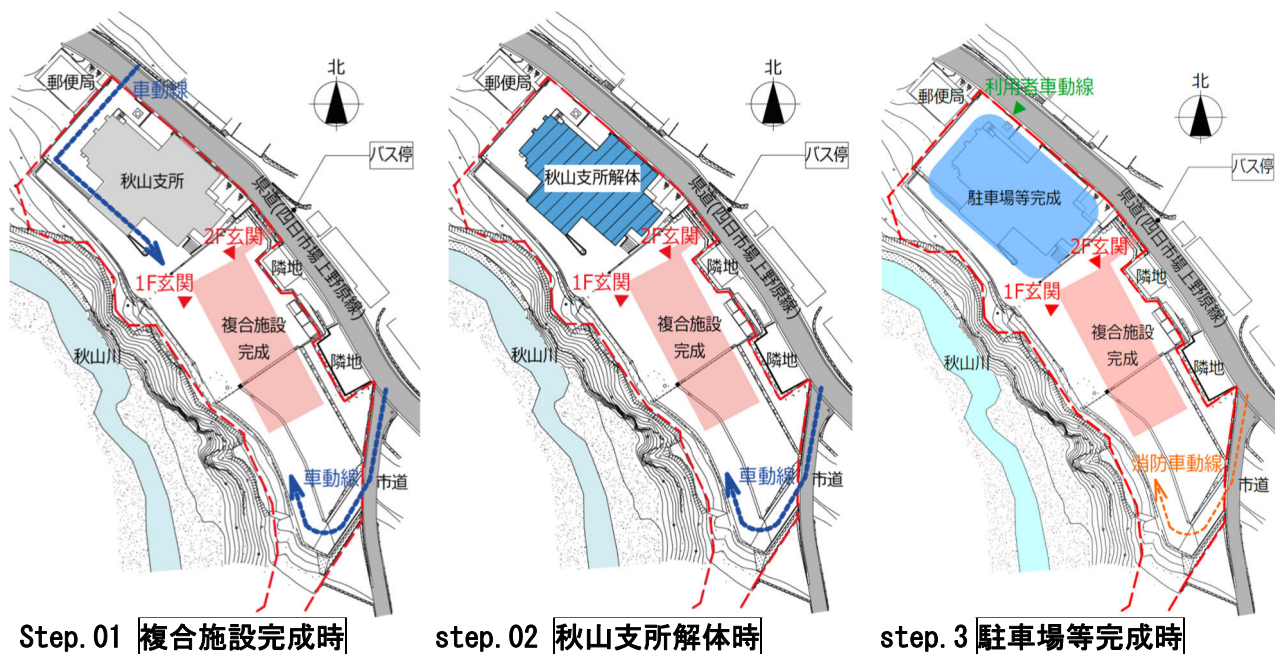 郵便局
車動線
北
バス停
秋山支所
県道(四日市場上野原線)
2F玄関
隣地
1F玄関
複合施設
完成
隣地
秋山川
車動線
車動線
市道
Step.01 複合施設完成時
郵便局
北
バス停
秋山支所解体
県道(四日市場上野原線)
2F玄関
隣地
1F玄関
複合施設
完成
隣地
秋山川
車動線
市道
step.02 秋山支所解体時
利用者車動線
郵便局
北
バス停
駐車場等完成
県道(四日市場上野原線)
2F玄関
隣地
1F玄関
複合施設
完成
隣地
秋山川
消防車動線
市道
step.3 駐車場等完成時